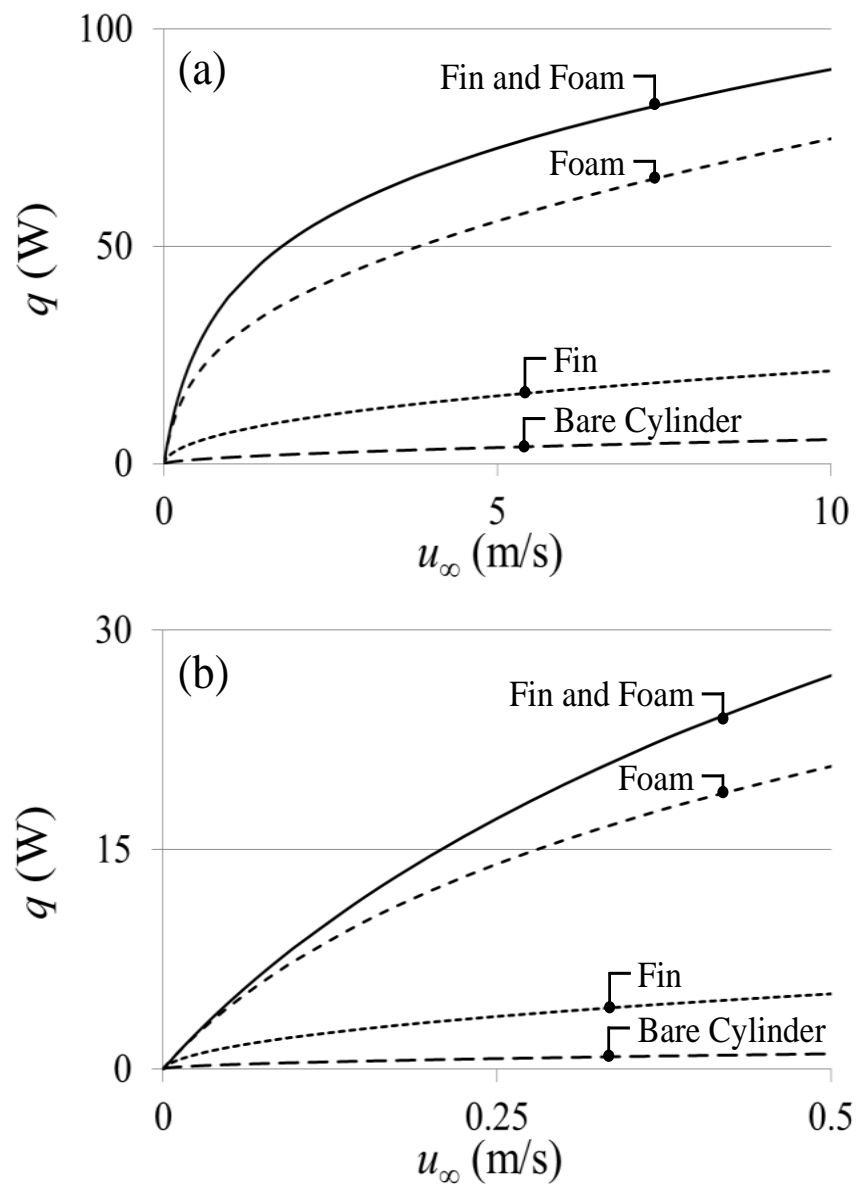 100
(a)
Fin and Foam
Foam
50
q (W)
Fin
Bare Cylinder
0
0 5 10
u∞ (m/s)
30
(b)
Fin and Foam
Foam
15
q (W)
Fin
Bare Cylinder
0
0 0.25 0.5
u∞ (m/s)